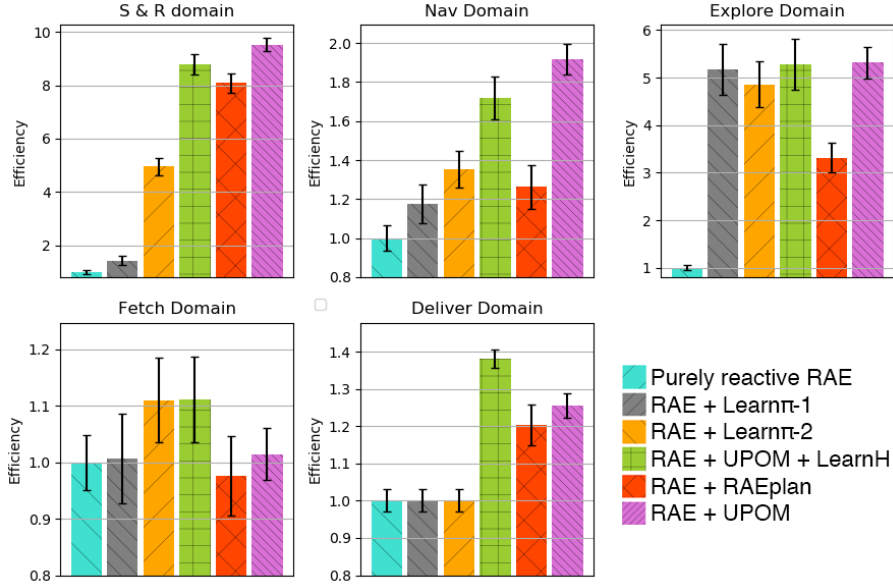 S & R domain
Efficiency
10
8
6
4
2
Nav Domain
Efficiency
2.0
1.8
1.6
1.4
1.2
1.0
0.8
Explore Domain
Efficiency
6
5
4
3
2
1
Fetch Domain
Efficiency
1.2
1.1
1.0
0.9
0.8
Deliver Domain
Efficiency
1.4
1.3
1.2
1.1
1.0
0.9
0.8
Purely reactive RAE
RAE + Learnπ-1
RAE + Learnπ-2
RAE + UPOM + LearnH
RAE + RAEplan
RAE + UPOM